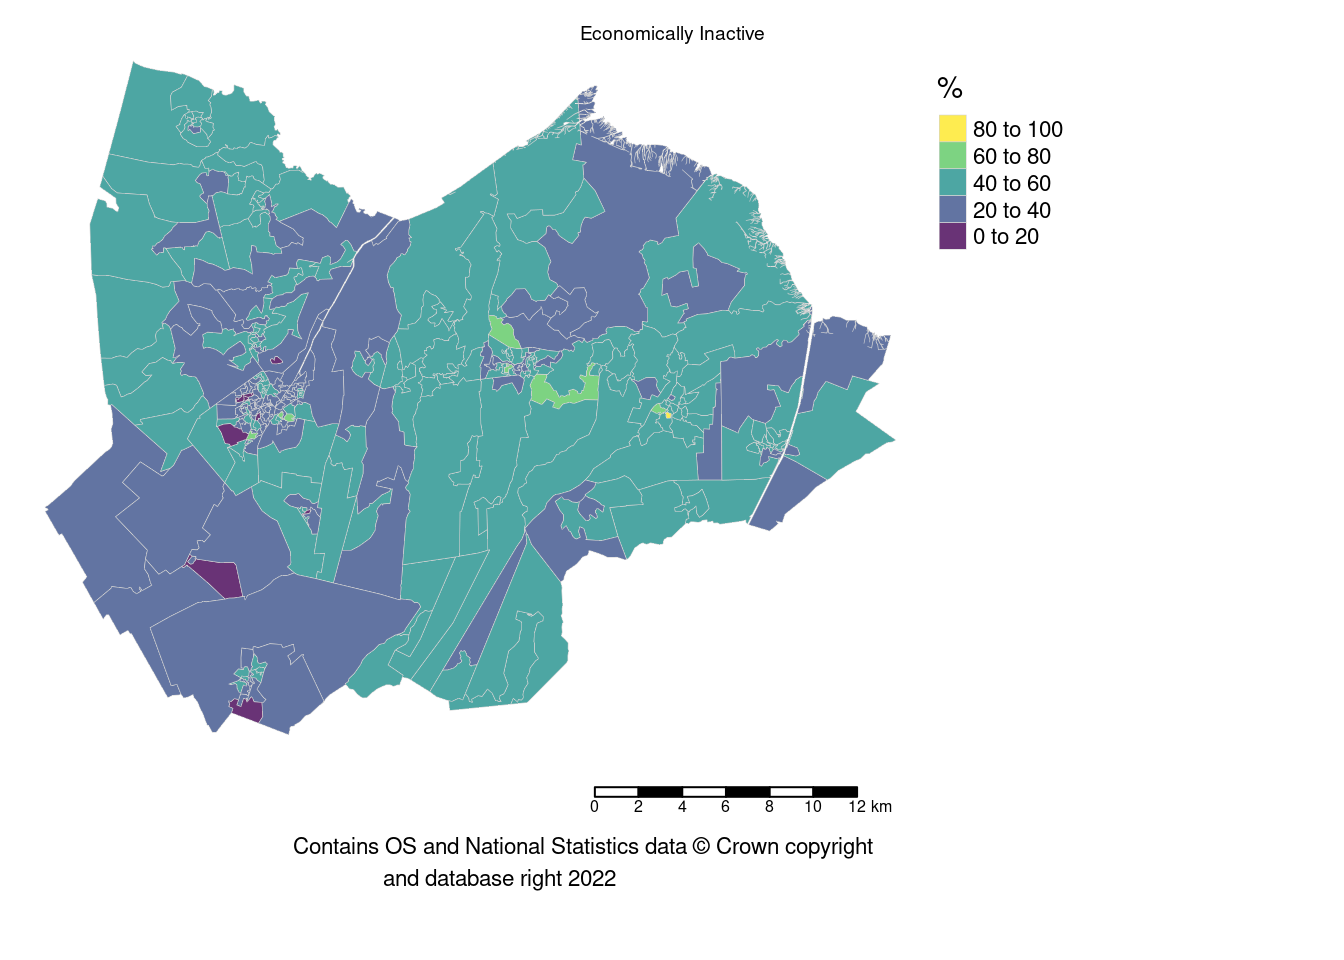 Economically Inactive
%
80 to 100
60 to 80
40 to 60
20 to 40
0 to 20
0 2 4 6 8 10 12 km
Contains OS and National Statistics data © Crown copyright
and database right 2022